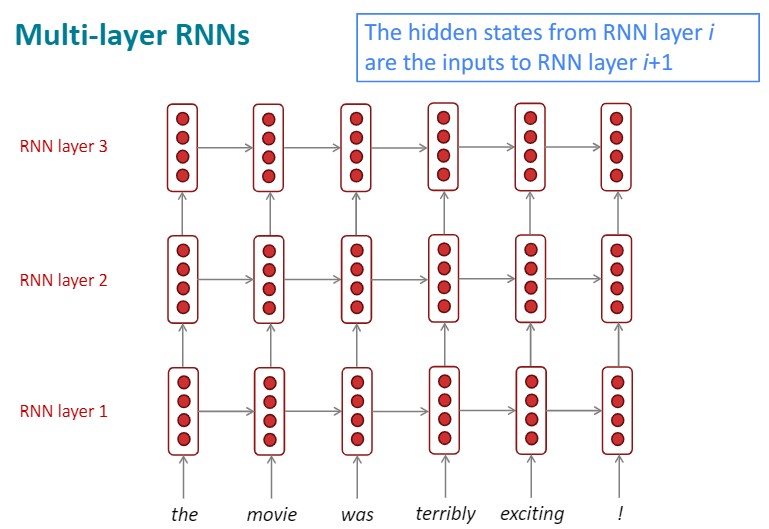 Multi-layer RNNs
The hidden states from RNN layer i
are the inputs to RNN layer i+1
RNN layer 3
RNN layer 2
RNN layer 1
the movie was terribly exciting !